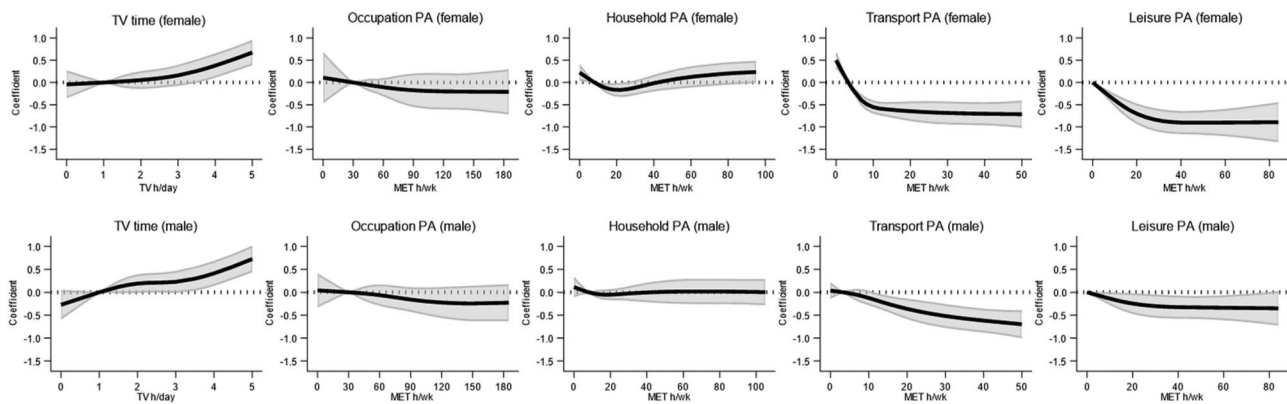 TV time (female)
Coefficient
1.0
0.5
0.0
-0.5
-1.0
-1.5
0 1 2 3 4 5
TV h/day
Occupation PA (female)
Coefficient
1.0
0.5
0.0
-0.5
-1.0
-1.5
0 30 60 90 120 150 180
MET h/wk
Household PA (female)
Coefficient
1.0
0.5
0.0
-0.5
-1.0
-1.5
0 20 40 60 80 100
MET h/wk
Transport PA (female)
Coefficient
1.0
0.5
0.0
-0.5
-1.0
-1.5
0 10 20 30 40 50
MET h/wk
Leisure PA (female)
Coefficient
1.0
0.5
0.0
-0.5
-1.0
-1.5
0 20 40 60 80
MET h/wk
TV time (male)
Coefficient
1.0
0.5
0.0
-0.5
-1.0
-1.5
0 1 2 3 4 5
TV h/day
Occupation PA (male)
Coefficient
1.0
0.5
0.0
-0.5
-1.0
-1.5
0 30 60 90 120 150 180
MET h/wk
Household PA (male)
Coefficient
1.0
0.5
0.0
-0.5
-1.0
-1.5
0 20 40 60 80 100
MET h/wk
Transport PA (male)
Coefficient
1.0
0.5
0.0
-0.5
-1.0
-1.5
0 10 20 30 40 50
MET h/wk
Leisure PA (male)
Coefficient
1.0
0.5
0.0
-0.5
-1.0
-1.5
0 20 40 60 80
MET h/wk